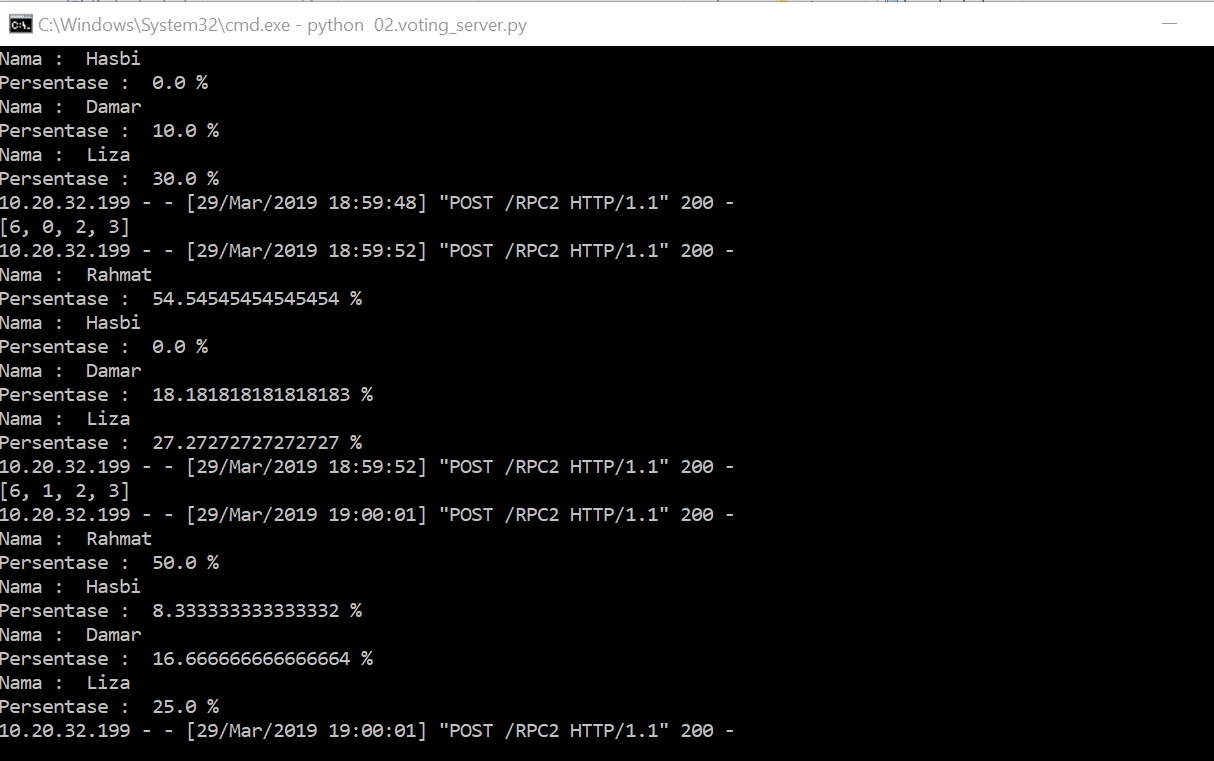 C:\Windows\System32\cmd.exe - python  02.voting_server.py
Nama :  Hasbi
Persentase :  0.0 %
Nama :  Damar
Persentase :  10.0 %
Nama :  Liza
Persentase :  30.0 %
10.20.32.199 - - [29/Mar/2019 18:59:48] "POST /RPC2 HTTP/1.1" 200 -
[6, 0, 2, 3]
10.20.32.199 - - [29/Mar/2019 18:59:52] "POST /RPC2 HTTP/1.1" 200 -
Nama :  Rahmat
Persentase :  54.54545454545454 %
Nama :  Hasbi
Persentase :  0.0 %
Nama :  Damar
Persentase :  18.181818181818183 %
Nama :  Liza
Persentase :  27.27272727272727 %
10.20.32.199 - - [29/Mar/2019 18:59:52] "POST /RPC2 HTTP/1.1" 200 -
[6, 1, 2, 3]
10.20.32.199 - - [29/Mar/2019 19:00:01] "POST /RPC2 HTTP/1.1" 200 -
Nama :  Rahmat
Persentase :  50.0 %
Nama :  Hasbi
Persentase :  8.333333333333332 %
Nama :  Damar
Persentase :  16.666666666666664 %
Nama :  Liza
Persentase :  25.0 %
10.20.32.199 - - [29/Mar/2019 19:00:01] "POST /RPC2 HTTP/1.1" 200 -